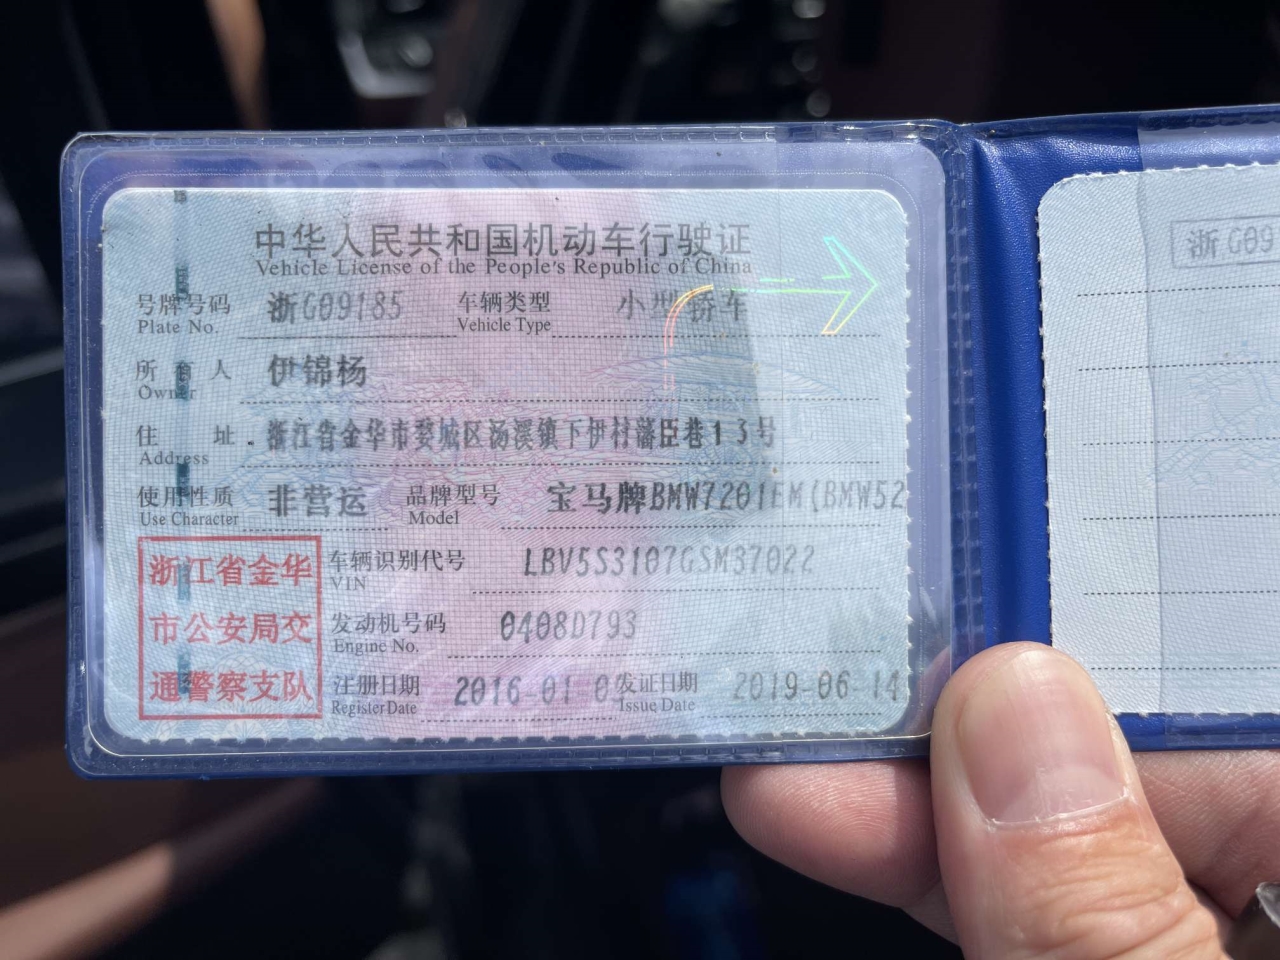 中华人民共和国机动车行驶证
Vehicle License of the People's Republic of China
号牌号码 浙G09185 车辆类型 小型轿车
Plate No. Vehicle Type
所有人 伊锦杨
Owner
住址 浙江省金华市婺城区汤溪镇下伊村藩臣巷13号
Address
使用性质 非营运 品牌型号 宝马牌BMW7201EM(BMW52
Use Character Model
浙江省金华
市公安局交
通警察支队
车辆识别代号 LBV5S3107GSM37022
VIN
发动机号码 0408D793
Engine No.
注册日期 2016-01-0 发证日期 2019-06-14
Register Date Issue Date
浙G09